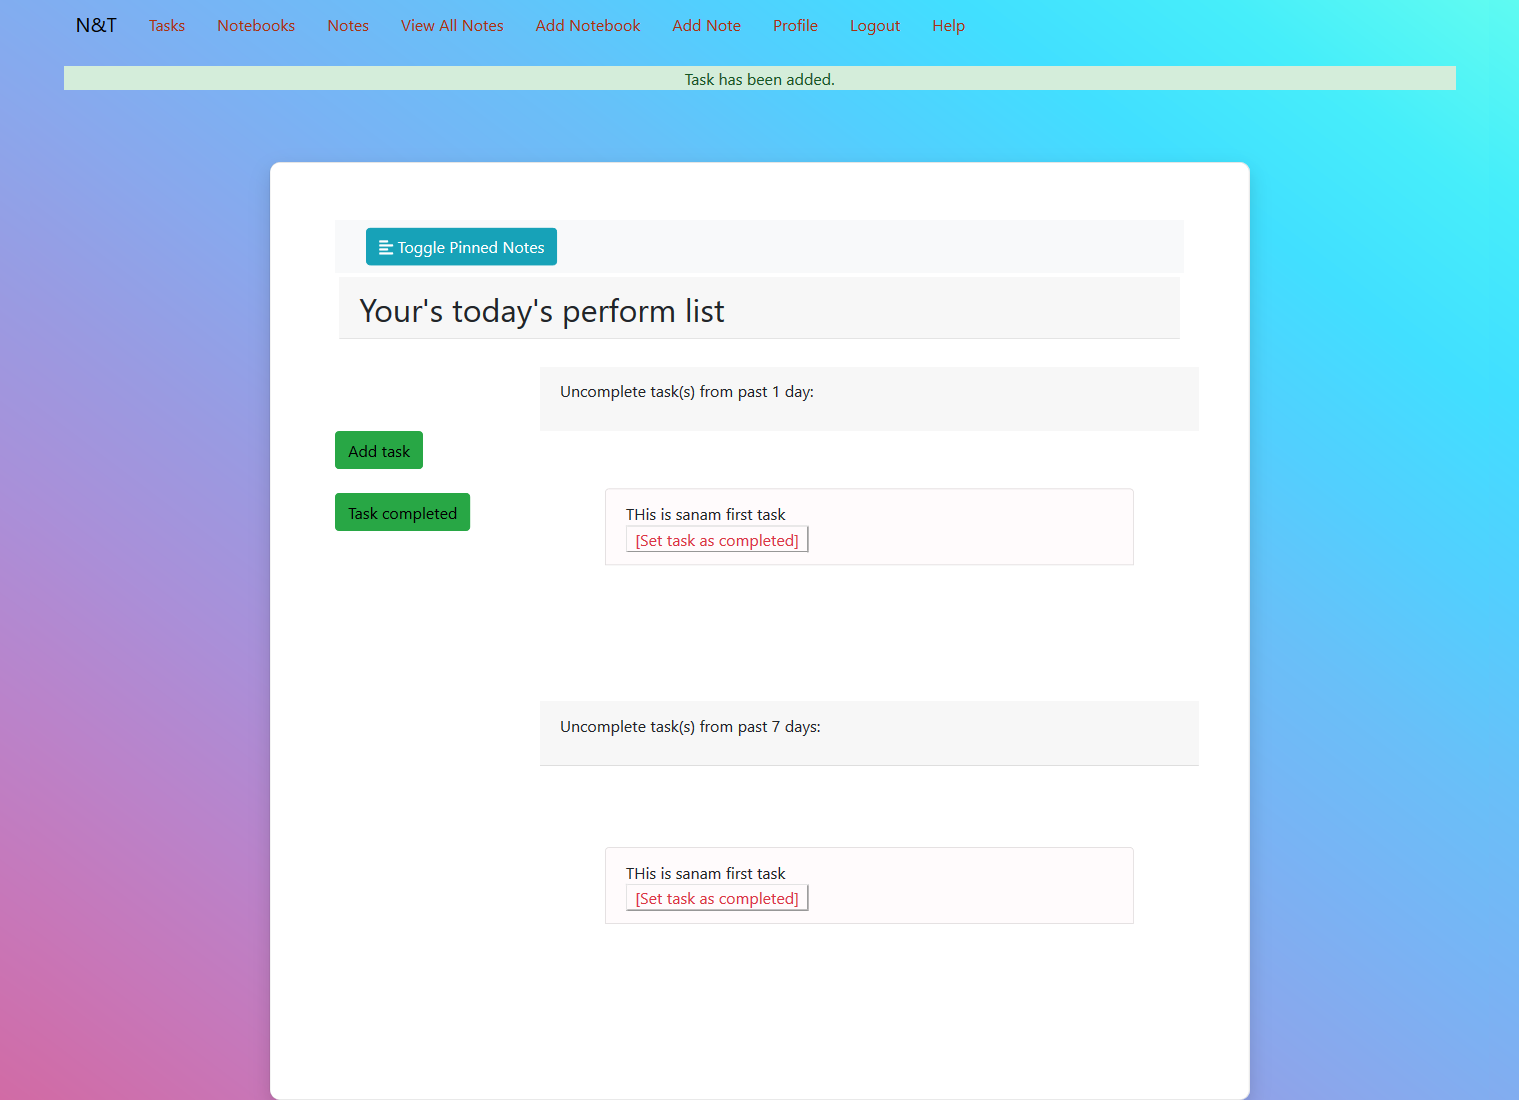 N&T Tasks Notebooks Notes View All Notes Add Notebook Add Note Profile Logout Help
Task has been added.
Toggle Pinned Notes
Your's today's perform list
Uncomplete task(s) from past 1 day:
Add task
Task completed
THis is sanam first task
[Set task as completed]
Uncomplete task(s) from past 7 days:
THis is sanam first task
[Set task as completed]